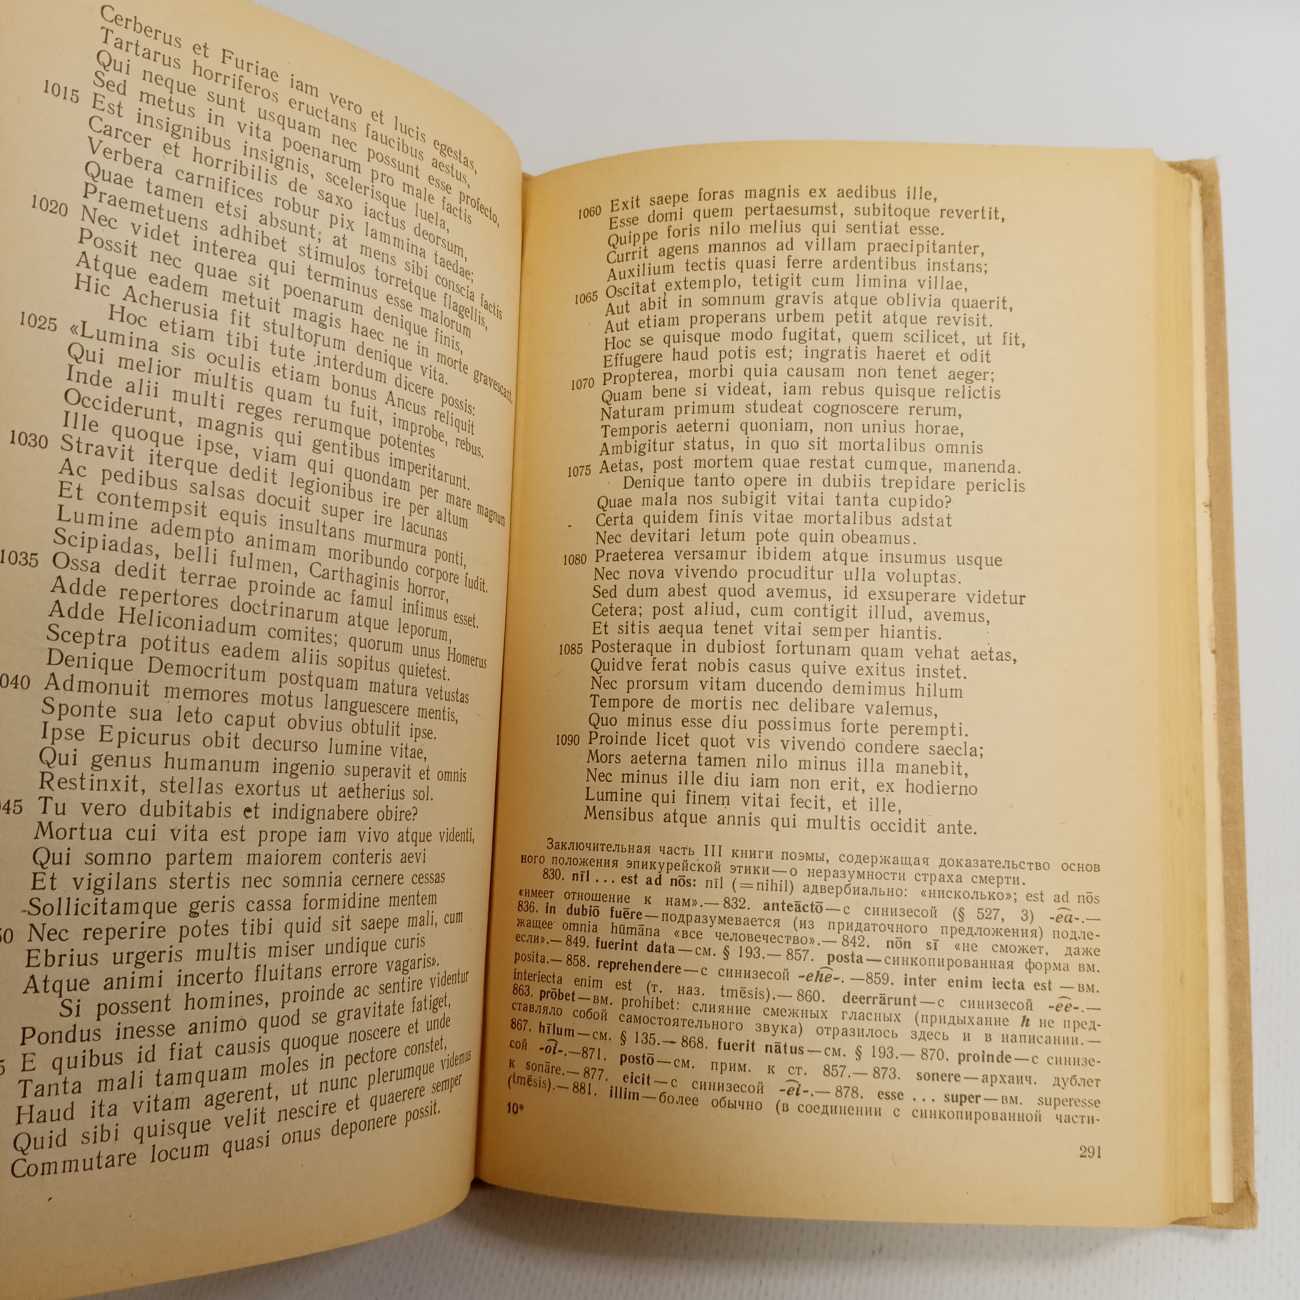 Cerberus et Furiae iam vero et lucis egestas,
Tartarus horriferos eructans faucibus aestus,
Qui neque sunt usquam nec possunt esse profecto,
Sed metus in vita poenarum pro male factis
1015 Est insignibus insignis, scelerisque luela,
Carcer et horribilis de saxo iactus deorsum,
Verbera carnifices robur pix lammina taedae;
Quae tamen etsi absunt; at mens sibi conscia factis
Praemetuens adhibet stimulos torretque flagellis,
1020 Nec videt interea qui terminus esse malorum
Possit nec quae sit poenarum denique finis,
Atque eadem metuit magis haec ne in morte gravescant.
Hic Acherusia fit stultorum denique vita.
Hoc etiam tibi tute interdum dicere possis:
1025 «Lumina sis oculis etiam bonus Ancus reliquit
Qui melior multis quam tu fuit, improbe, rebus.
Inde alii multi reges rerumque potentes
Occiderunt, magnis qui gentibus imperitarunt.
Ille quoque ipse, viam qui quondam per mare magnum
1030 Stravit iterque dedit legionibus ire per altum
Ac pedibus salsas docuit super ire lacunas
Et contempsit equis insultans murmura ponti,
Lumine adempto animam moribundo corpore fudit.
Scipiadas, belli fulmen, Carthaginis horror,
1035 Ossa dedit terrae proinde ac famul infimus esset.
Adde repertores doctrinarum atque leporum,
Adde Heliconiadum comites; quorum unus Homerus
Sceptra potitus eadem aliis sopitus quietest.
Denique Democritum postquam matura vetustas
040 Admonuit memores motus languescere mentis,
Sponte sua leto caput obvius obtulit ipse.
Ipse Epicurus obit decurso lumine vitae,
Qui genus humanum ingenio superavit et omnis
Restinxit, stellas exortus ut aetherius sol.
45 Tu vero dubitabis et indignabere obire?
Mortua cui vita est prope iam vivo atque videnti,
Qui somno partem maiorem conteris aevi
Et vigilans stertis nec somnia cernere cessas
Sollicitamque geris cassa formidine mentem
50 Nec reperire potes tibi quid sit saepe mali, cum
Ebrius urgeris multis miser undique curis
Atque animi incerto fluitans errore vagaris».
Si possent homines, proinde ac sentire videntur
Pondus inesse animo quod se gravitate fatiget,
5 E quibus id fiat causis quoque noscere et unde
Tanta mali tamquam moles in pectore constet,
Haud ita vitam agerent, ut nunc plerumque videmus
Quid sibi quisque velit nescire et quaerere semper
Commutare locum quasi onus deponere possit.
1060 Exit saepe foras magnis ex aedibus ille,
Esse domi quem pertaesumst, subitoque revertit,
Quippe foris nilo melius qui sentiat esse.
Currit agens mannos ad villam praecipitanter,
Auxilium tectis quasi ferre ardentibus instans;
1065 Oscitat extemplo, tetigit cum limina villae,
Aut abit in somnum gravis atque oblivia quaerit,
Aut etiam properans urbem petit atque revisit.
Hoc se quisque modo fugitat, quem scilicet, ut fit,
Effugere haud potis est; ingratis haeret et odit
1070 Propterea, morbi quia causam non tenet aeger;
Quam bene si videat, iam rebus quisque relictis
Naturam primum studeat cognoscere rerum,
Temporis aeterni quoniam, non unius horae,
Ambigitur status, in quo sit mortalibus omnis
1075 Aetas, post mortem quae restat cumque, manenda.
Denique tanto opere in dubiis trepidare periclis
Quae mala nos subigit vitai tanta cupido?
Certa quidem finis vitae mortalibus adstat
Nec devitari letum pote quin obeamus.
1080 Praeterea versamur ibidem atque insumus usque
Nec nova vivendo procuditur ulla voluptas.
Sed dum abest quod avemus, id exsuperare videtur
Cetera; post aliud, cum contigit illud, avemus,
Et sitis aequa tenet vitai semper hiantis.
1085 Posteraque in dubiost fortunam quam vehat aetas,
Quidve ferat nobis casus quive exitus instet.
Nec prorsum vitam ducendo demimus hilum
Tempore de mortis nec delibare valemus,
Quo minus esse diu possimus forte perempti.
1090 Proinde licet quot vis vivendo condere saecla;
Mors aeterna tamen nilo minus illa manebit,
Nec minus ille diu iam non erit, ex hodierno
Lumine qui finem vitai fecit, et ille,
Mensibus atque annis qui multis occidit ante.
Заключительная часть III книги поэмы, содержащая доказательство основ
ного положения эпикурейской этики — о неразумности страха смерти.
830. nīl . . . est ad nōs: nīl (=nihil) адвербиально: «нисколько»; est ad nōs
«имеет отношение к нам». — 832. anteāctō — с синизесой (§ 527, 3) -eā-. —
836. in dubiō fuēre — подразумевается (из придаточного предложения) подле-
жащее omnia hūmāna «все человечество». — 842. nōn sī «не сможет, даже
если». — 849. fuerint data — см. § 193. — 857. posta — синкопированная форма вм.
posita. — 858. reprehendere — с синизесой -ehe-. — 859. inter enim iecta est — вм.
interiecta enim est (т. наз. tmēsis). — 860. deerrārunt — с синизесой -ee-. —
863. prōbet — вм. prohibet: слияние смежных гласных (придыхание h не пред-
ставляло собой самостоятельного звука) отразилось здесь и в написании. —
867. hīlum — см. § 135. — 868. fuerit nātus — см. § 193. — 870. proinde — с синизе-
сой -oi-. — 871. postō — см. прим. к ст. 857. — 873. sonere — архаич. дублет
к sonāre. — 877. eicit — с синизесой -ei-. — 878. esse . . . super — вм. superesse
(tmēsis). — 881. illim — более обычно (в соединении с синкопированной части-
10*
291